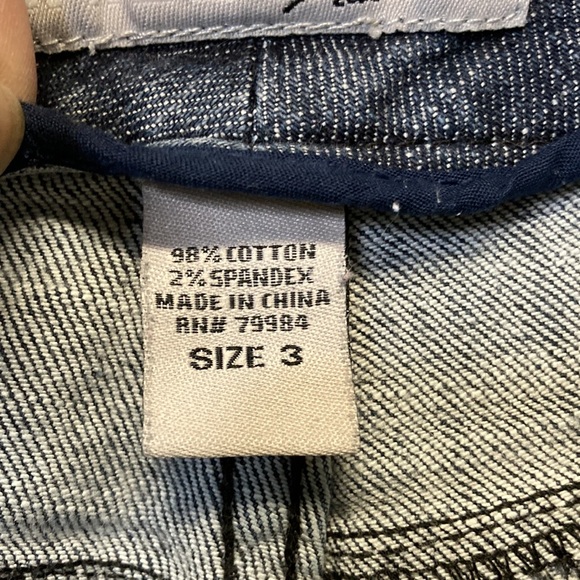 98% COTTON
2% SPANDEX
MADE IN CHINA
RN# 79984
SIZE 3